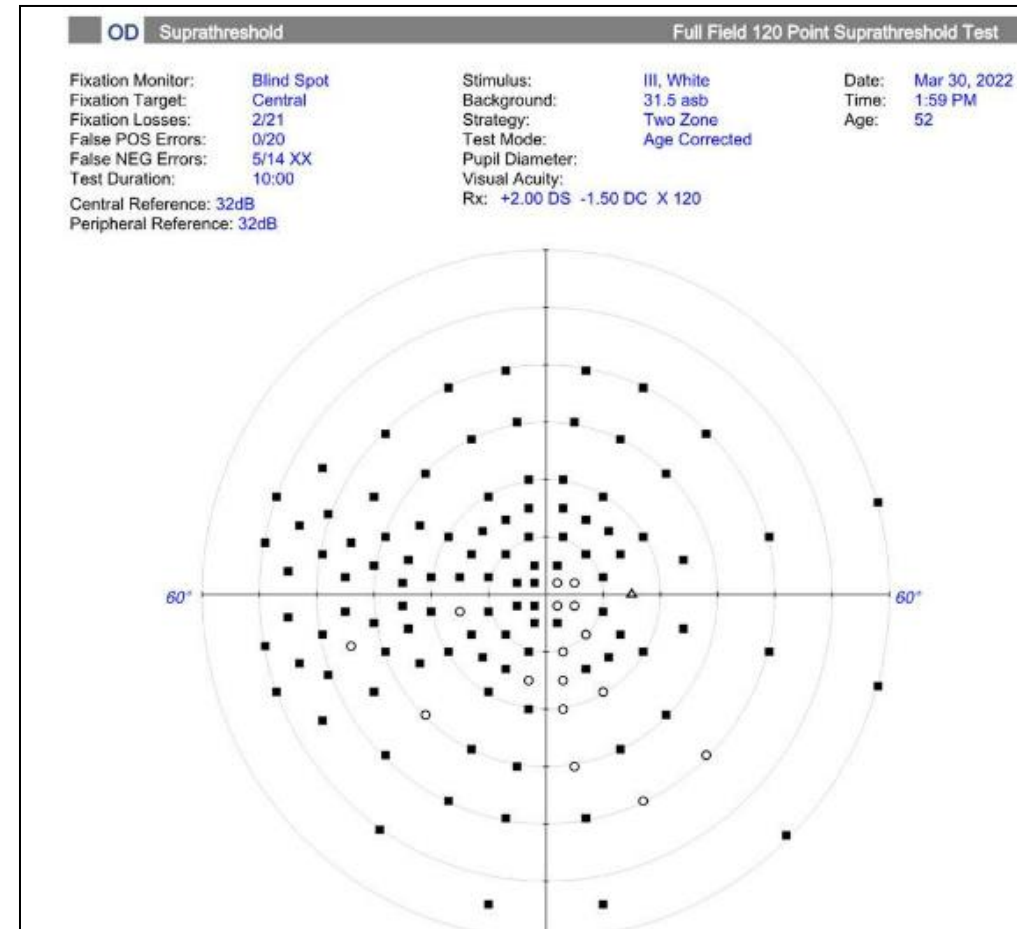 OD Suprathreshold Full Field 120 Point Suprathreshold Test
Fixation Monitor: Blind Spot Stimulus: III, White Date: Mar 30, 2022
Fixation Target: Central Background: 31.5 asb Time: 1:59 PM
Fixation Losses: 2/21 Strategy: Two Zone Age: 52
False POS Errors: 0/20 Test Mode: Age Corrected
False NEG Errors: 5/14 XX Pupil Diameter:
Test Duration: 10:00 Visual Acuity:
Central Reference: 32dB Rx: +2.00 DS -1.50 DC X 120
Peripheral Reference: 32dB
60° 60°